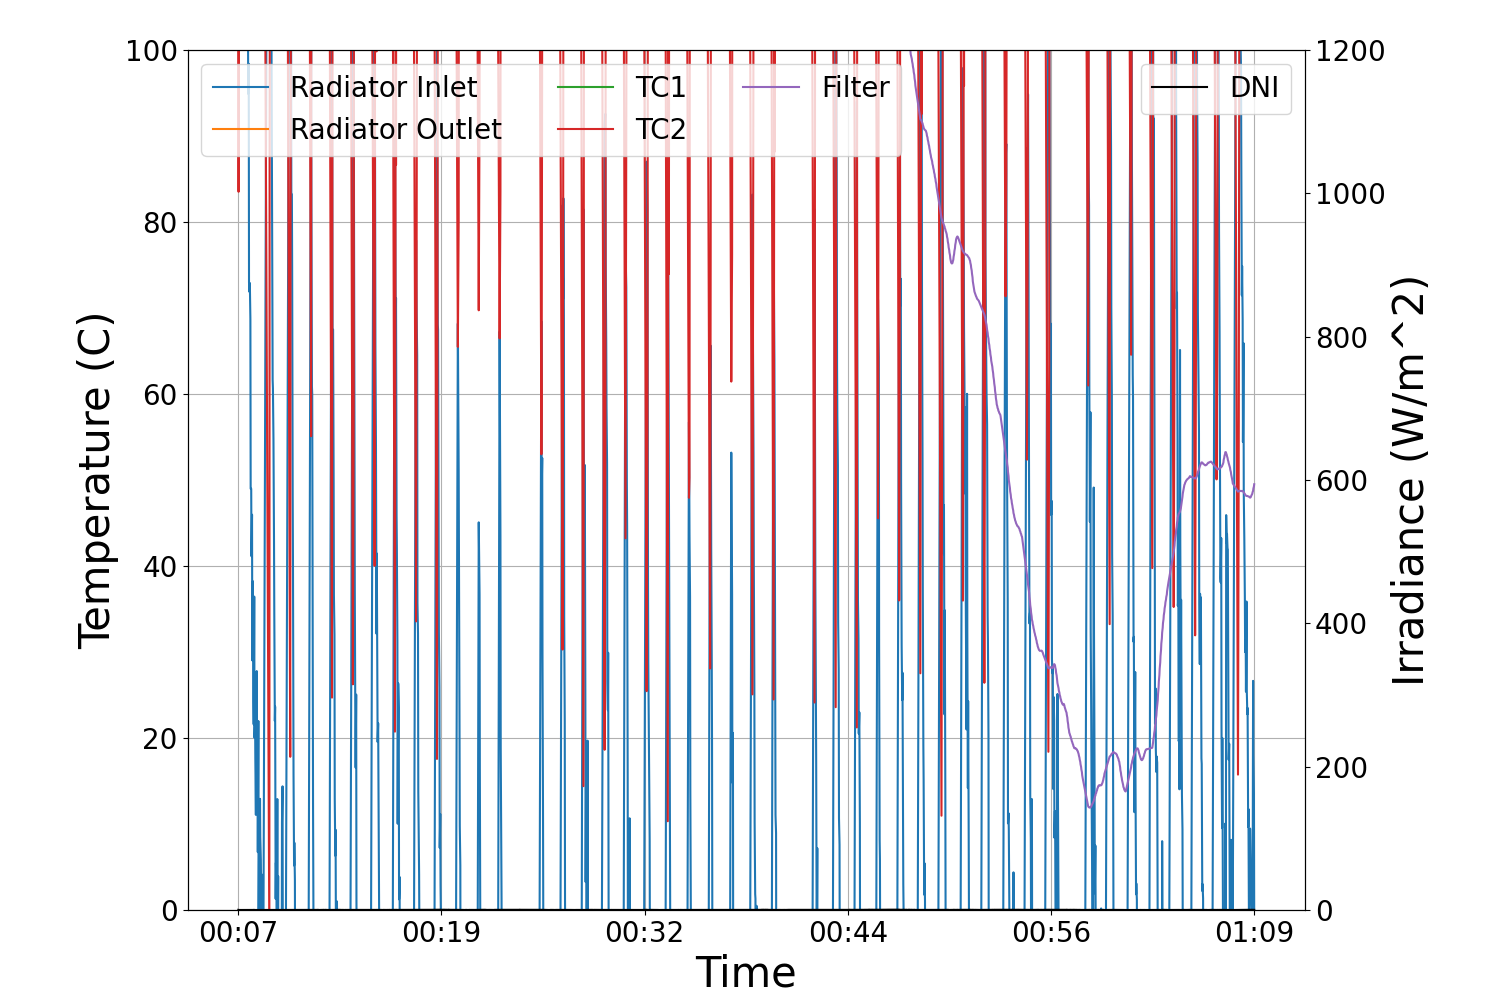 Radiator Inlet TC1 Filter DNI
Radiator Outlet TC2
100
80
60
40
20
0
Temperature (C)
1200
1000
800
600
400
200
0
Irradiance (W/m^2)
00:07 00:19 00:32 00:44 00:56 01:09
Time